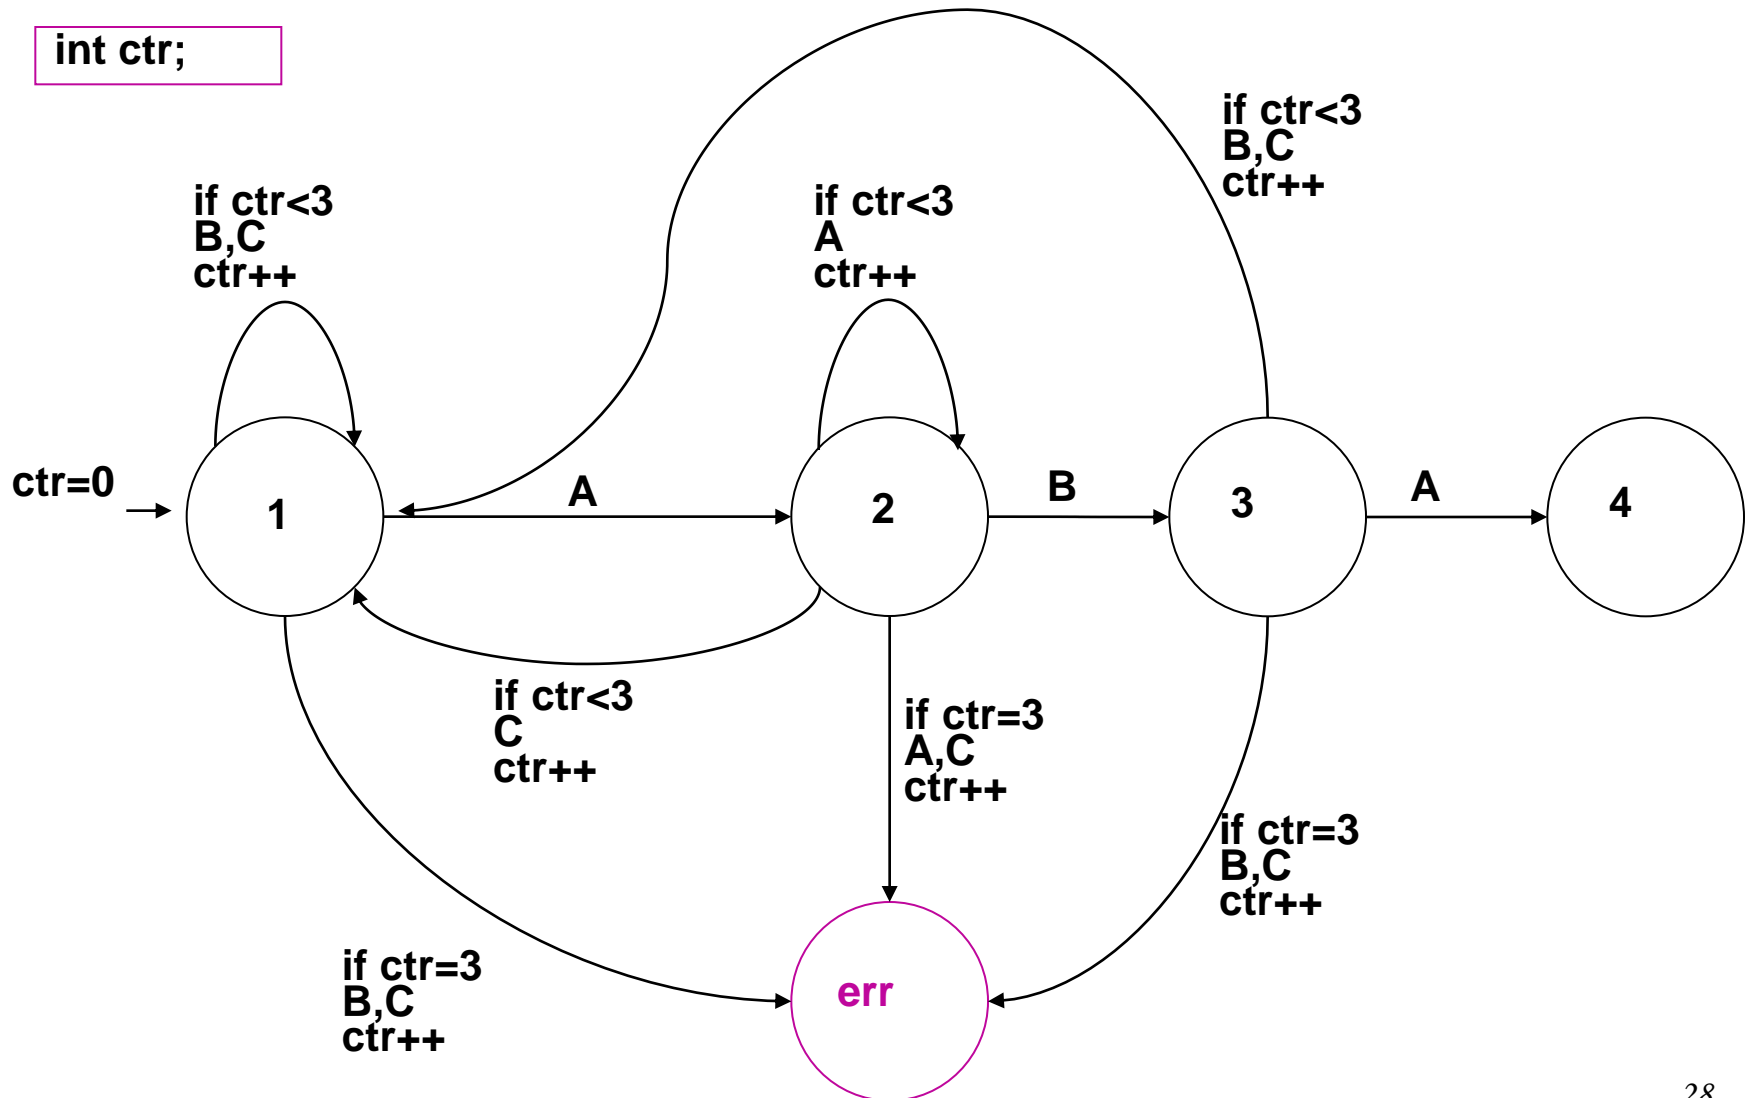 int ctr;
if ctr<3
B,C
ctr++
if ctr<3
B,C
ctr++
if ctr<3
A
ctr++
ctr=0
1
A
2
B
3
A
4
if ctr<3
C
ctr++
if ctr=3
A,C
ctr++
if ctr=3
B,C
ctr++
if ctr=3
B,C
ctr++
err
28